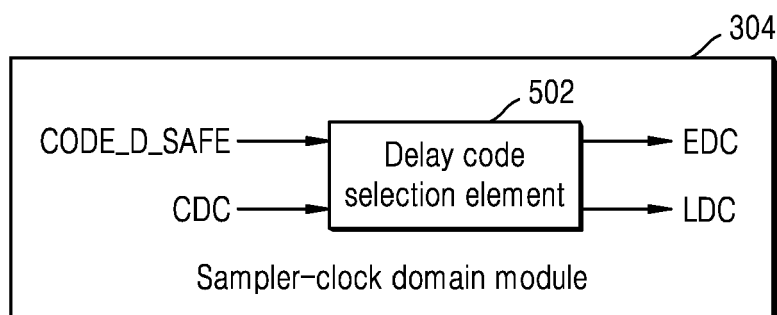 304
502
CODE_D_SAFE
Delay code
selection element
EDC
CDC
LDC
Sampler-clock domain module